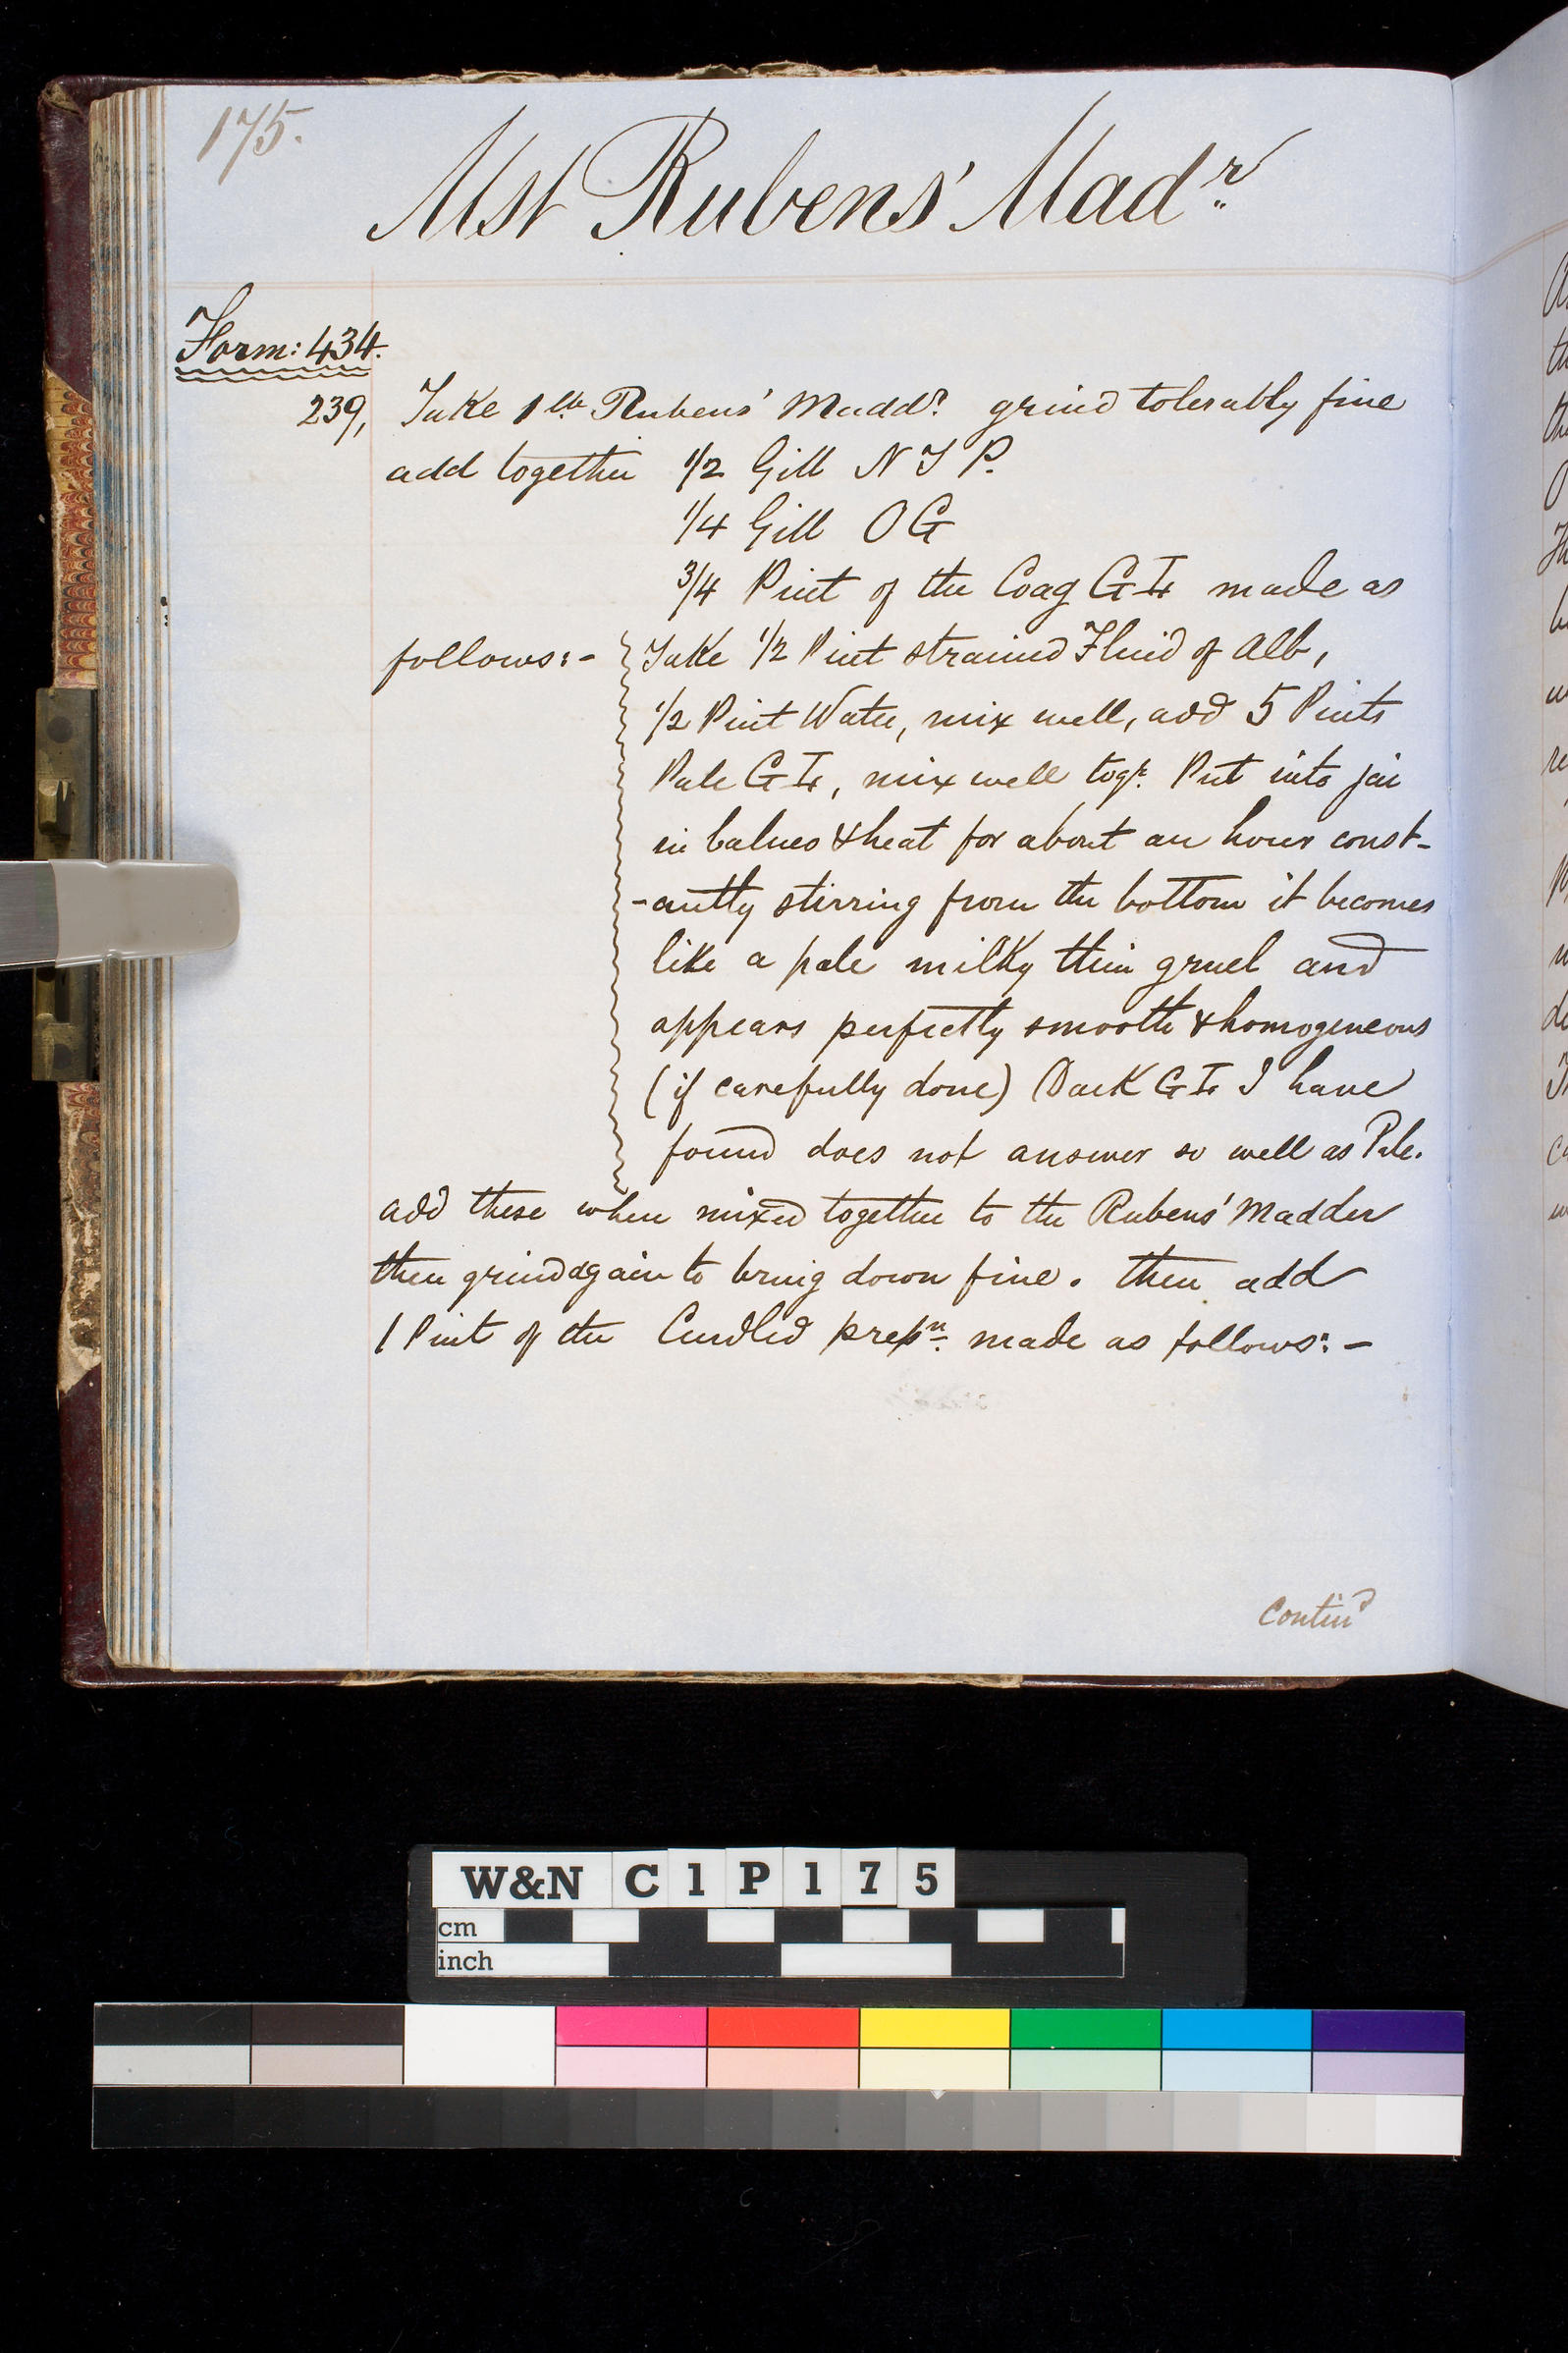 175.
Mst Rubens' Madr
Form: 434.
239, Take 1 lb Rubens' Maddr grind tolerably fine
add together 1/2 Gill N I P.
1/4 Gill O G
3/4 Pint of the Coag G made as
follows:- Take 1/2 Pint strained Fluid of Alb,
1/2 Pint Water, mix well, add 5 Pints
Pale G, mix well togr. Put into jar
in balneo & heat for about an hour const-
-antly stirring from the bottom it becomes
like a pale milky thin gruel and
appears perfectly smooth & homogeneous
(if carefully done) Dark G I have
found does not answer so well as Pale.
add these when mixed together to the Rubens' Madder
then grind again to bring down fine. then add
1 Pint of the Curdled prepn. made as follows:-
Contind
W&N C 1 P 1 7 5
cm
inch